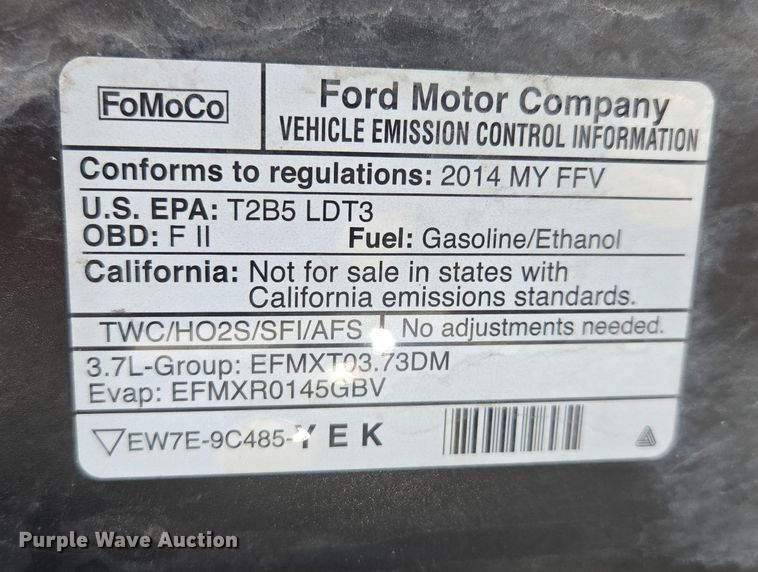 FoMoCo
Ford Motor Company
VEHICLE EMISSION CONTROL INFORMATION
Conforms to regulations: 2014 MY FFV
U.S. EPA: T2B5 LDT3
OBD: F II Fuel: Gasoline/Ethanol
California: Not for sale in states with
California emissions standards.
TWC/HO2S/SFI/AFS No adjustments needed.
3.7L-Group: EFMXT03.73DM
Evap: EFMXR0145GBV
EW7E-9C485-YEK
Purple Wave Auction